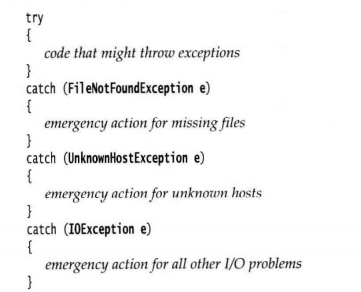 try
{
code that might throw exceptions
}
catch (FileNotFoundException e)
{
emergency action for missing files
}
catch (UnknownHostException e)
{
emergency action for unknown hosts
}
catch (IOException e)
{
emergency action for all other I/O problems
}